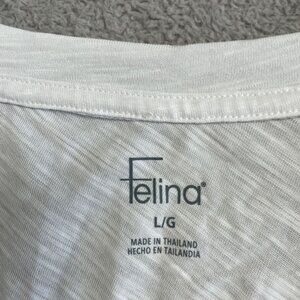 Felina®
L/G
MADE IN THAILAND
HECHO EN TAILANDIA